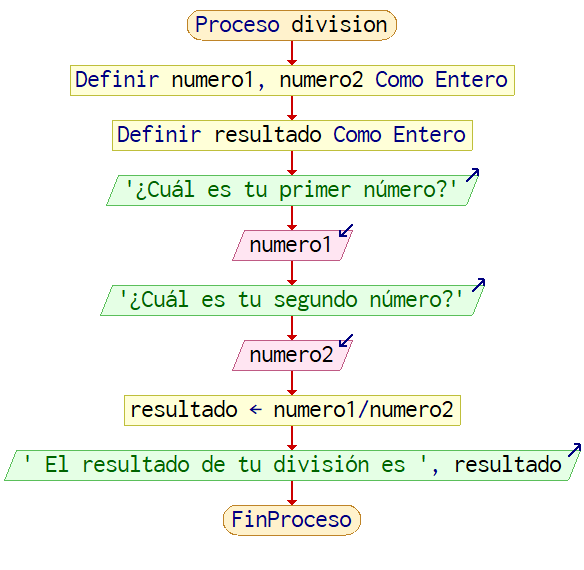 Proceso division
Definir numero1, numero2 Como Entero
Definir resultado Como Entero
'¿Cuál es tu primer número?'
numero1
'¿Cuál es tu segundo número?'
numero2
resultado ← numero1/numero2
' El resultado de tu división es ', resultado
FinProceso